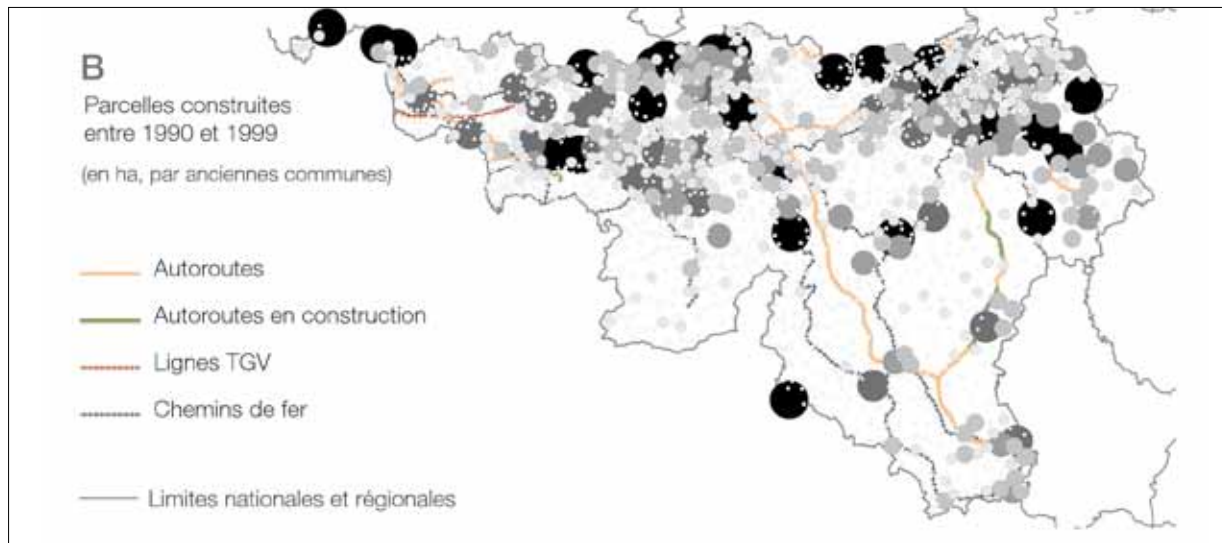 B
Parcelles construites
entre 1990 et 1999
(en ha, par anciennes communes)
Autoroutes
Autoroutes en construction
Lignes TGV
Chemins de fer
Limites nationales et régionales